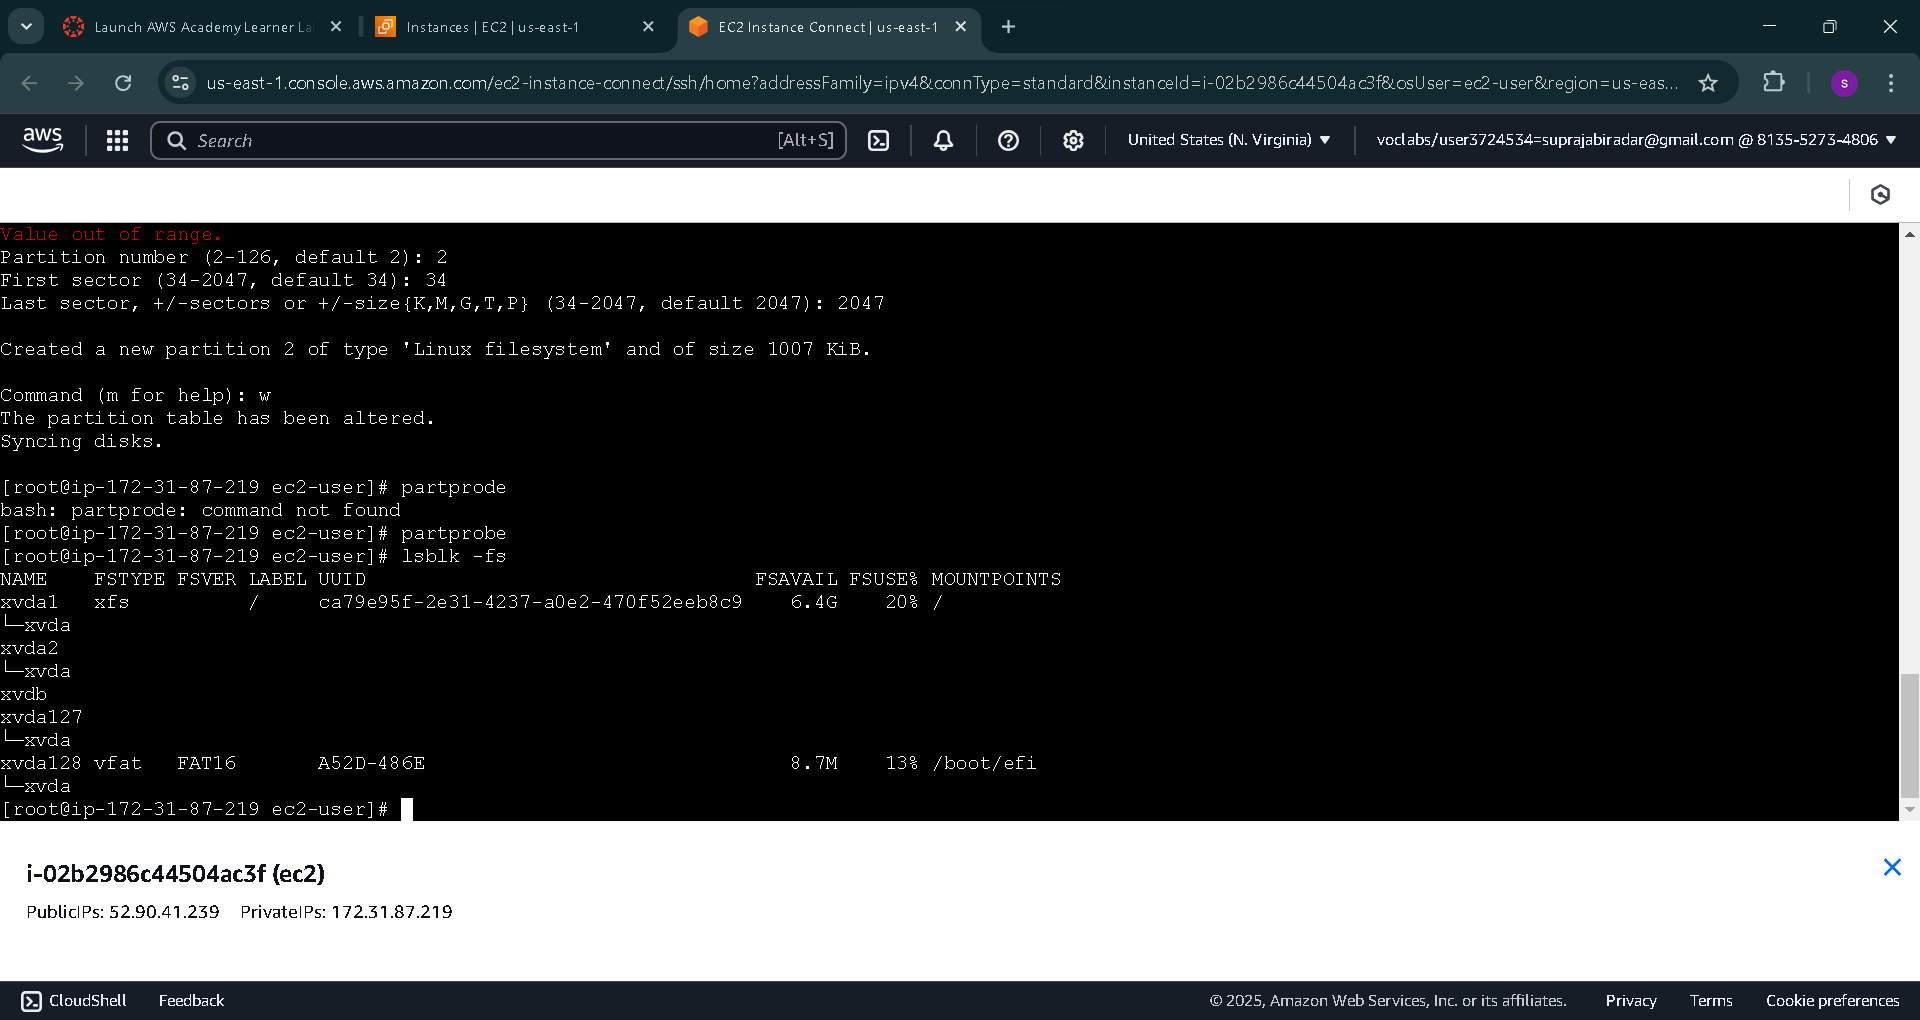 Launch AWS Academy Learner La
Instances | EC2 | us-east-1
EC2 Instance Connect | us-east-1
us-east-1.console.aws.amazon.com/ec2-instance-connect/ssh/home?addressFamily=ipv4&connType=standard&instanceId=i-02b2986c44504ac3f&osUser=ec2-user&region=us-eas...
S
aws
Search
[Alt+S]
United States (N. Virginia)
voclabs/user3724534=suprajabiradar@gmail.com @ 8135-5273-4806
Value out of range.
Partition number (2-126, default 2): 2
First sector (34-2047, default 34): 34
Last sector, +/-sectors or +/-size{K,M,G,T,P} (34-2047, default 2047): 2047
Created a new partition 2 of type 'Linux filesystem' and of size 1007 KiB.
Command (m for help): w
The partition table has been altered.
Syncing disks.
[root@ip-172-31-87-219 ec2-user]# partprode
bash: partprode: command not found
[root@ip-172-31-87-219 ec2-user]# partprobe
[root@ip-172-31-87-219 ec2-user]# lsblk -fs
NAME    FSTYPE FSVER LABEL UUID                                 FSAVAIL FSUSE% MOUNTPOINTS
xvda1   xfs          /     ca79e95f-2e31-4237-a0e2-470f52eeb8c9    6.4G    20% /
└─xvda
xvda2
└─xvda
xvdb
xvda127
└─xvda
xvda128 vfat   FAT16       A52D-486E                               8.7M    13% /boot/efi
└─xvda
[root@ip-172-31-87-219 ec2-user]#
i-02b2986c44504ac3f (ec2)
PublicIPs: 52.90.41.239    PrivateIPs: 172.31.87.219
CloudShell
Feedback
© 2025, Amazon Web Services, Inc. or its affiliates.
Privacy
Terms
Cookie preferences